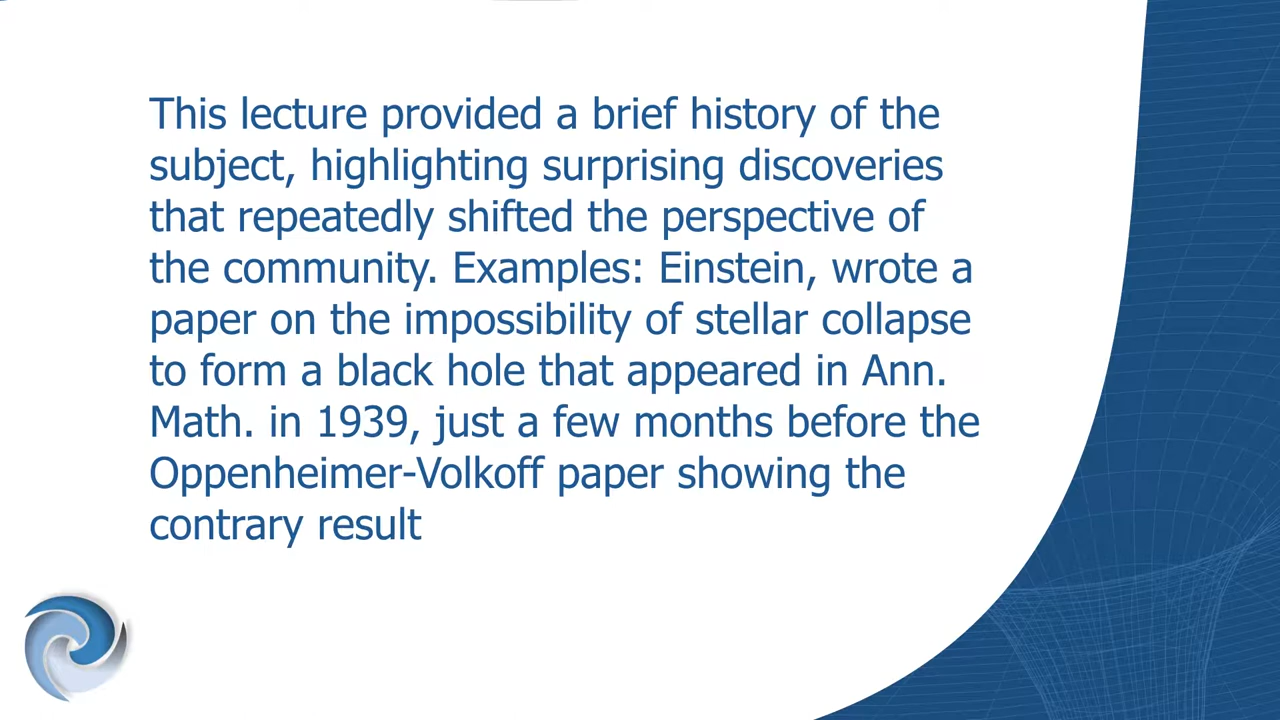 This lecture provided a brief history of the
subject, highlighting surprising discoveries
that repeatedly shifted the perspective of
the community. Examples: Einstein, wrote a
paper on the impossibility of stellar collapse
to form a black hole that appeared in Ann.
Math. in 1939, just a few months before the
Oppenheimer-Volkoff paper showing the
contrary result